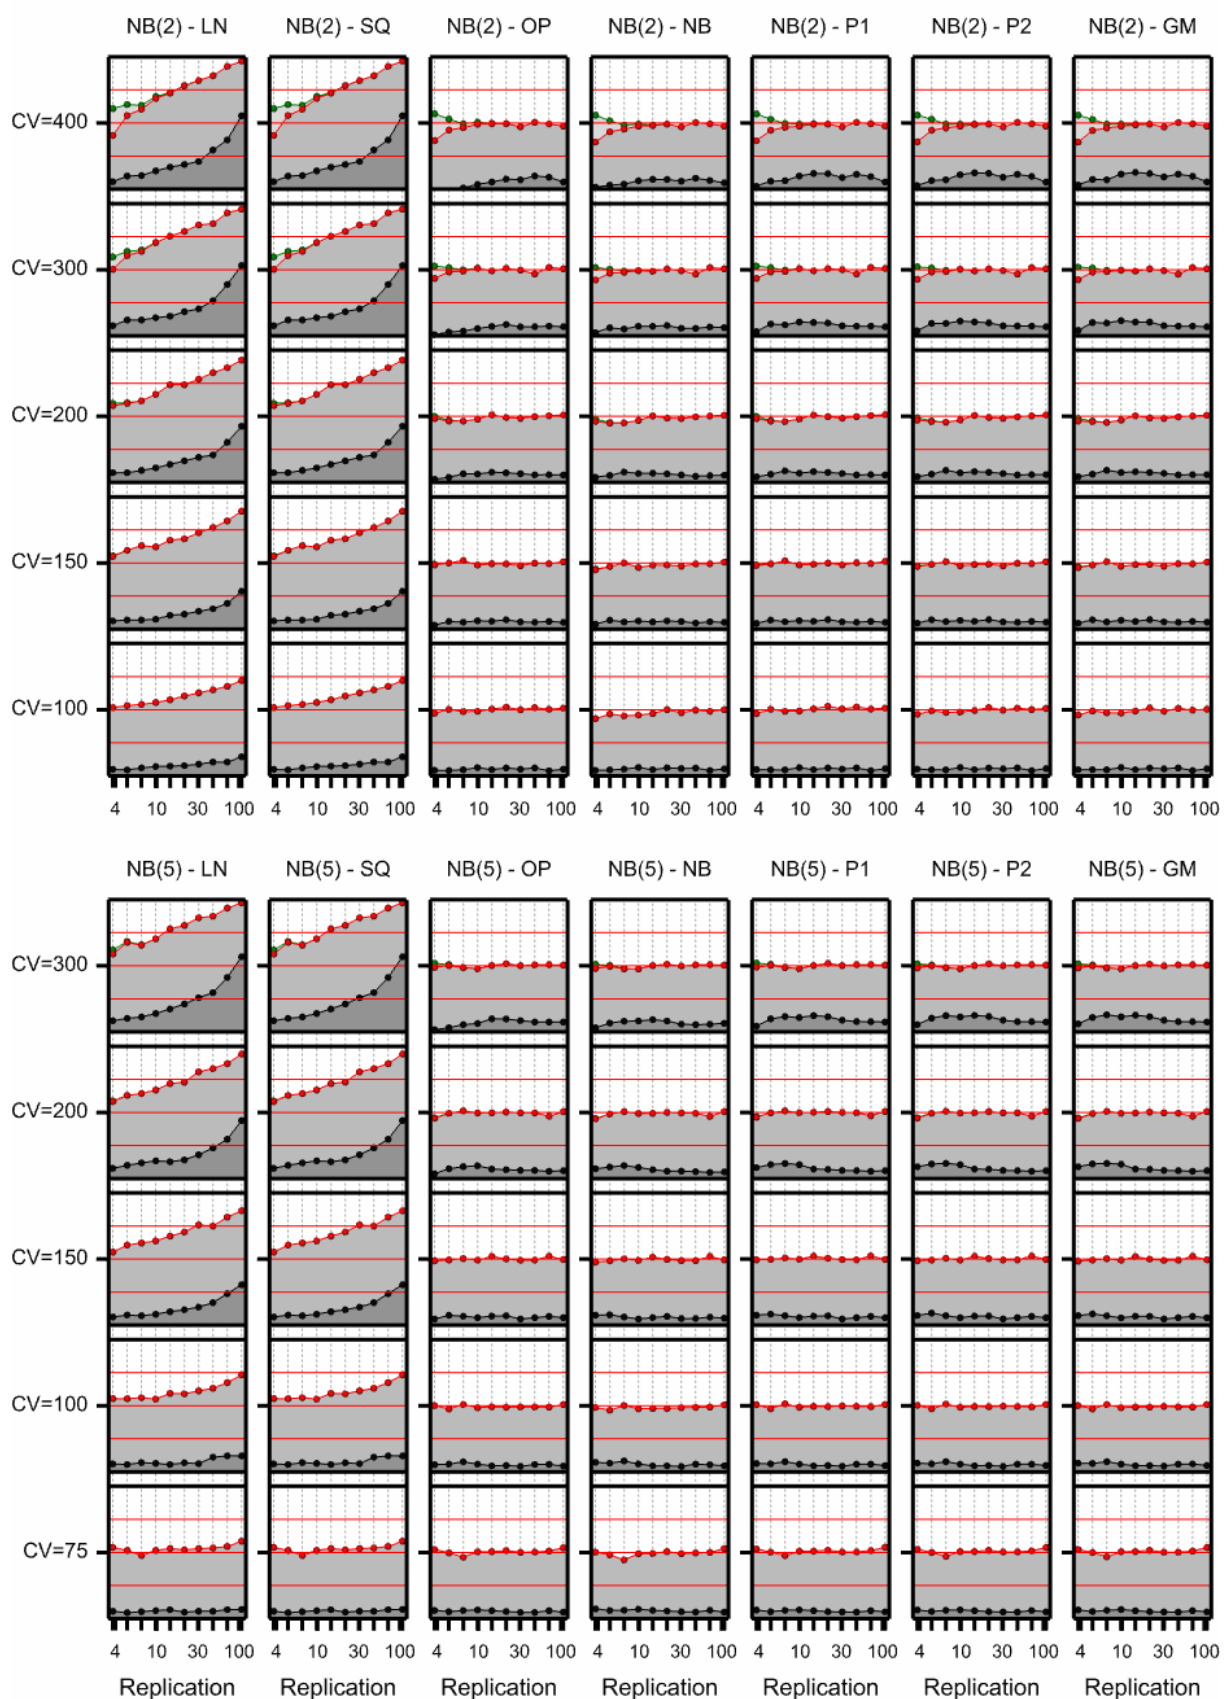 NB(2) - LN NB(2) - SQ NB(2) - OP NB(2) - NB NB(2) - P1 NB(2) - P2 NB(2) - GM
CV=400
CV=300
CV=200
CV=150
CV=100
4 10 30 100 4 10 30 100 4 10 30 100 4 10 30 100 4 10 30 100 4 10 30 100 4 10 30 100
NB(5) - LN NB(5) - SQ NB(5) - OP NB(5) - NB NB(5) - P1 NB(5) - P2 NB(5) - GM
CV=300
CV=200
CV=150
CV=100
CV=75
4 10 30 100 4 10 30 100 4 10 30 100 4 10 30 100 4 10 30 100 4 10 30 100 4 10 30 100
Replication Replication Replication Replication Replication Replication Replication